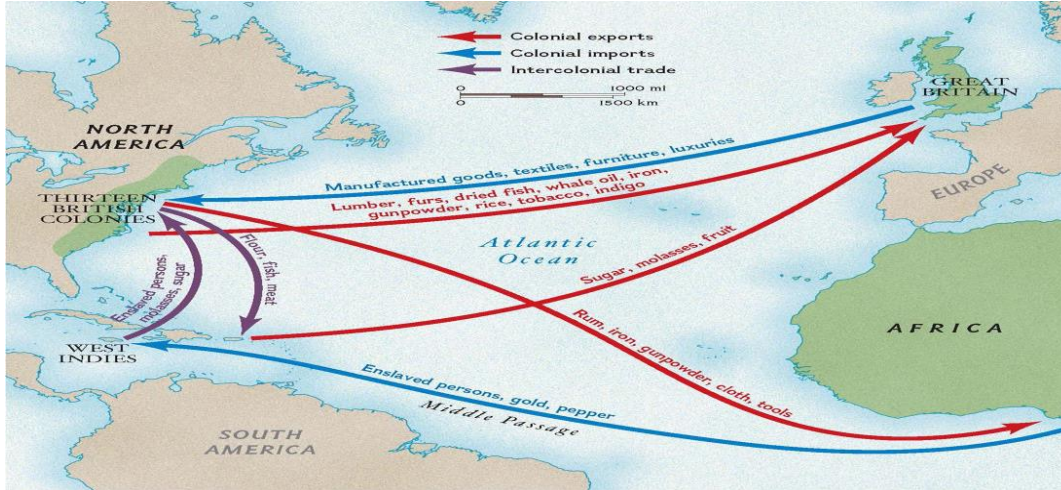 Colonial exports
Colonial imports
Intercolonial trade
0 1000 mi
0 1500 km
GREAT
BRITAIN
NORTH
AMERICA
EUROPE
THIRTEEN
BRITISH
COLONIES
Manufactured goods, textiles, furniture, luxuries
Lumber, furs, dried fish, whale oil, iron,
gunpowder, rice, tobacco, indigo
Atlantic
Ocean
Flour, fish, meat
Enslaved persons,
molasses, sugar
Sugar, molasses, fruit
Rum, iron, gunpowder, cloth, tools
AFRICA
WEST
INDIES
Enslaved persons, gold, pepper
Middle Passage
SOUTH
AMERICA